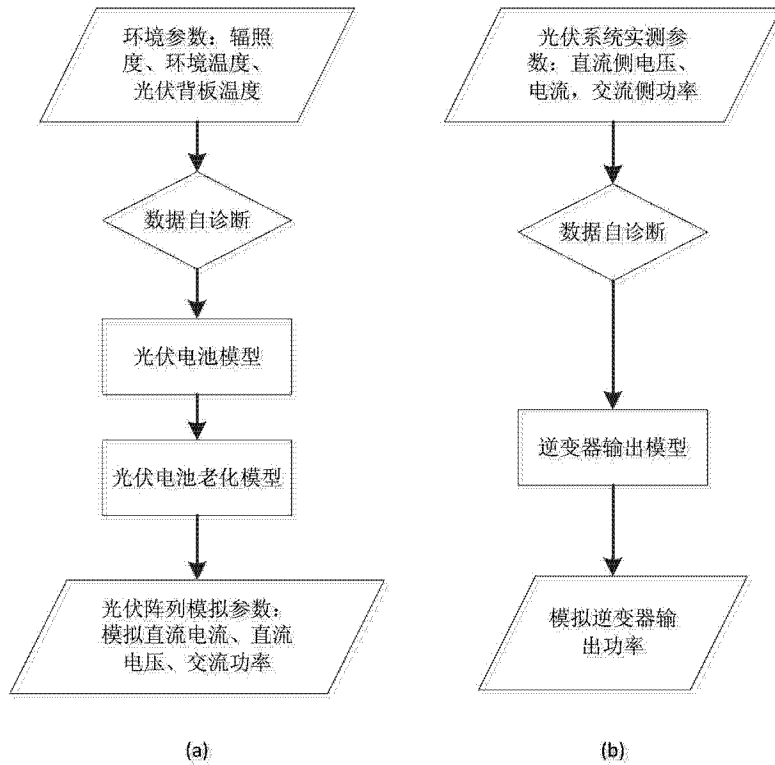 环境参数：辐照
度、环境温度、
光伏背板温度
数据自诊断
光伏电池模型
光伏电池老化模型
光伏阵列模拟参数：
模拟直流电流、直流
电压、交流功率
(a)
光伏系统实测参
数：直流侧电压、
电流，交流侧功率
数据自诊断
逆变器输出模型
模拟逆变器输
出功率
(b)